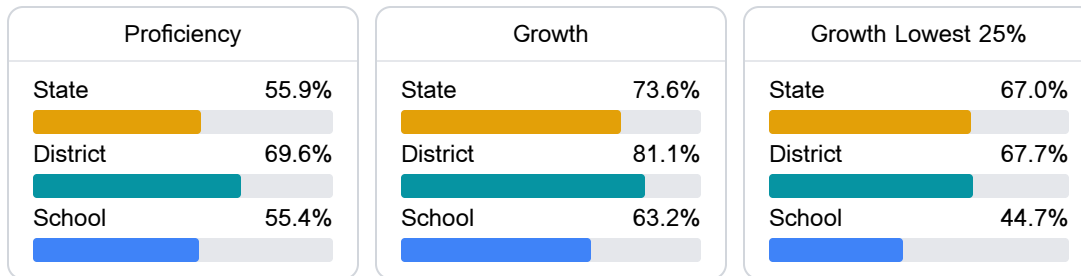 Proficiency
State 55.9%
District 69.6%
School 55.4%
Growth
State 73.6%
District 81.1%
School 63.2%
Growth Lowest 25%
State 67.0%
District 67.7%
School 44.7%